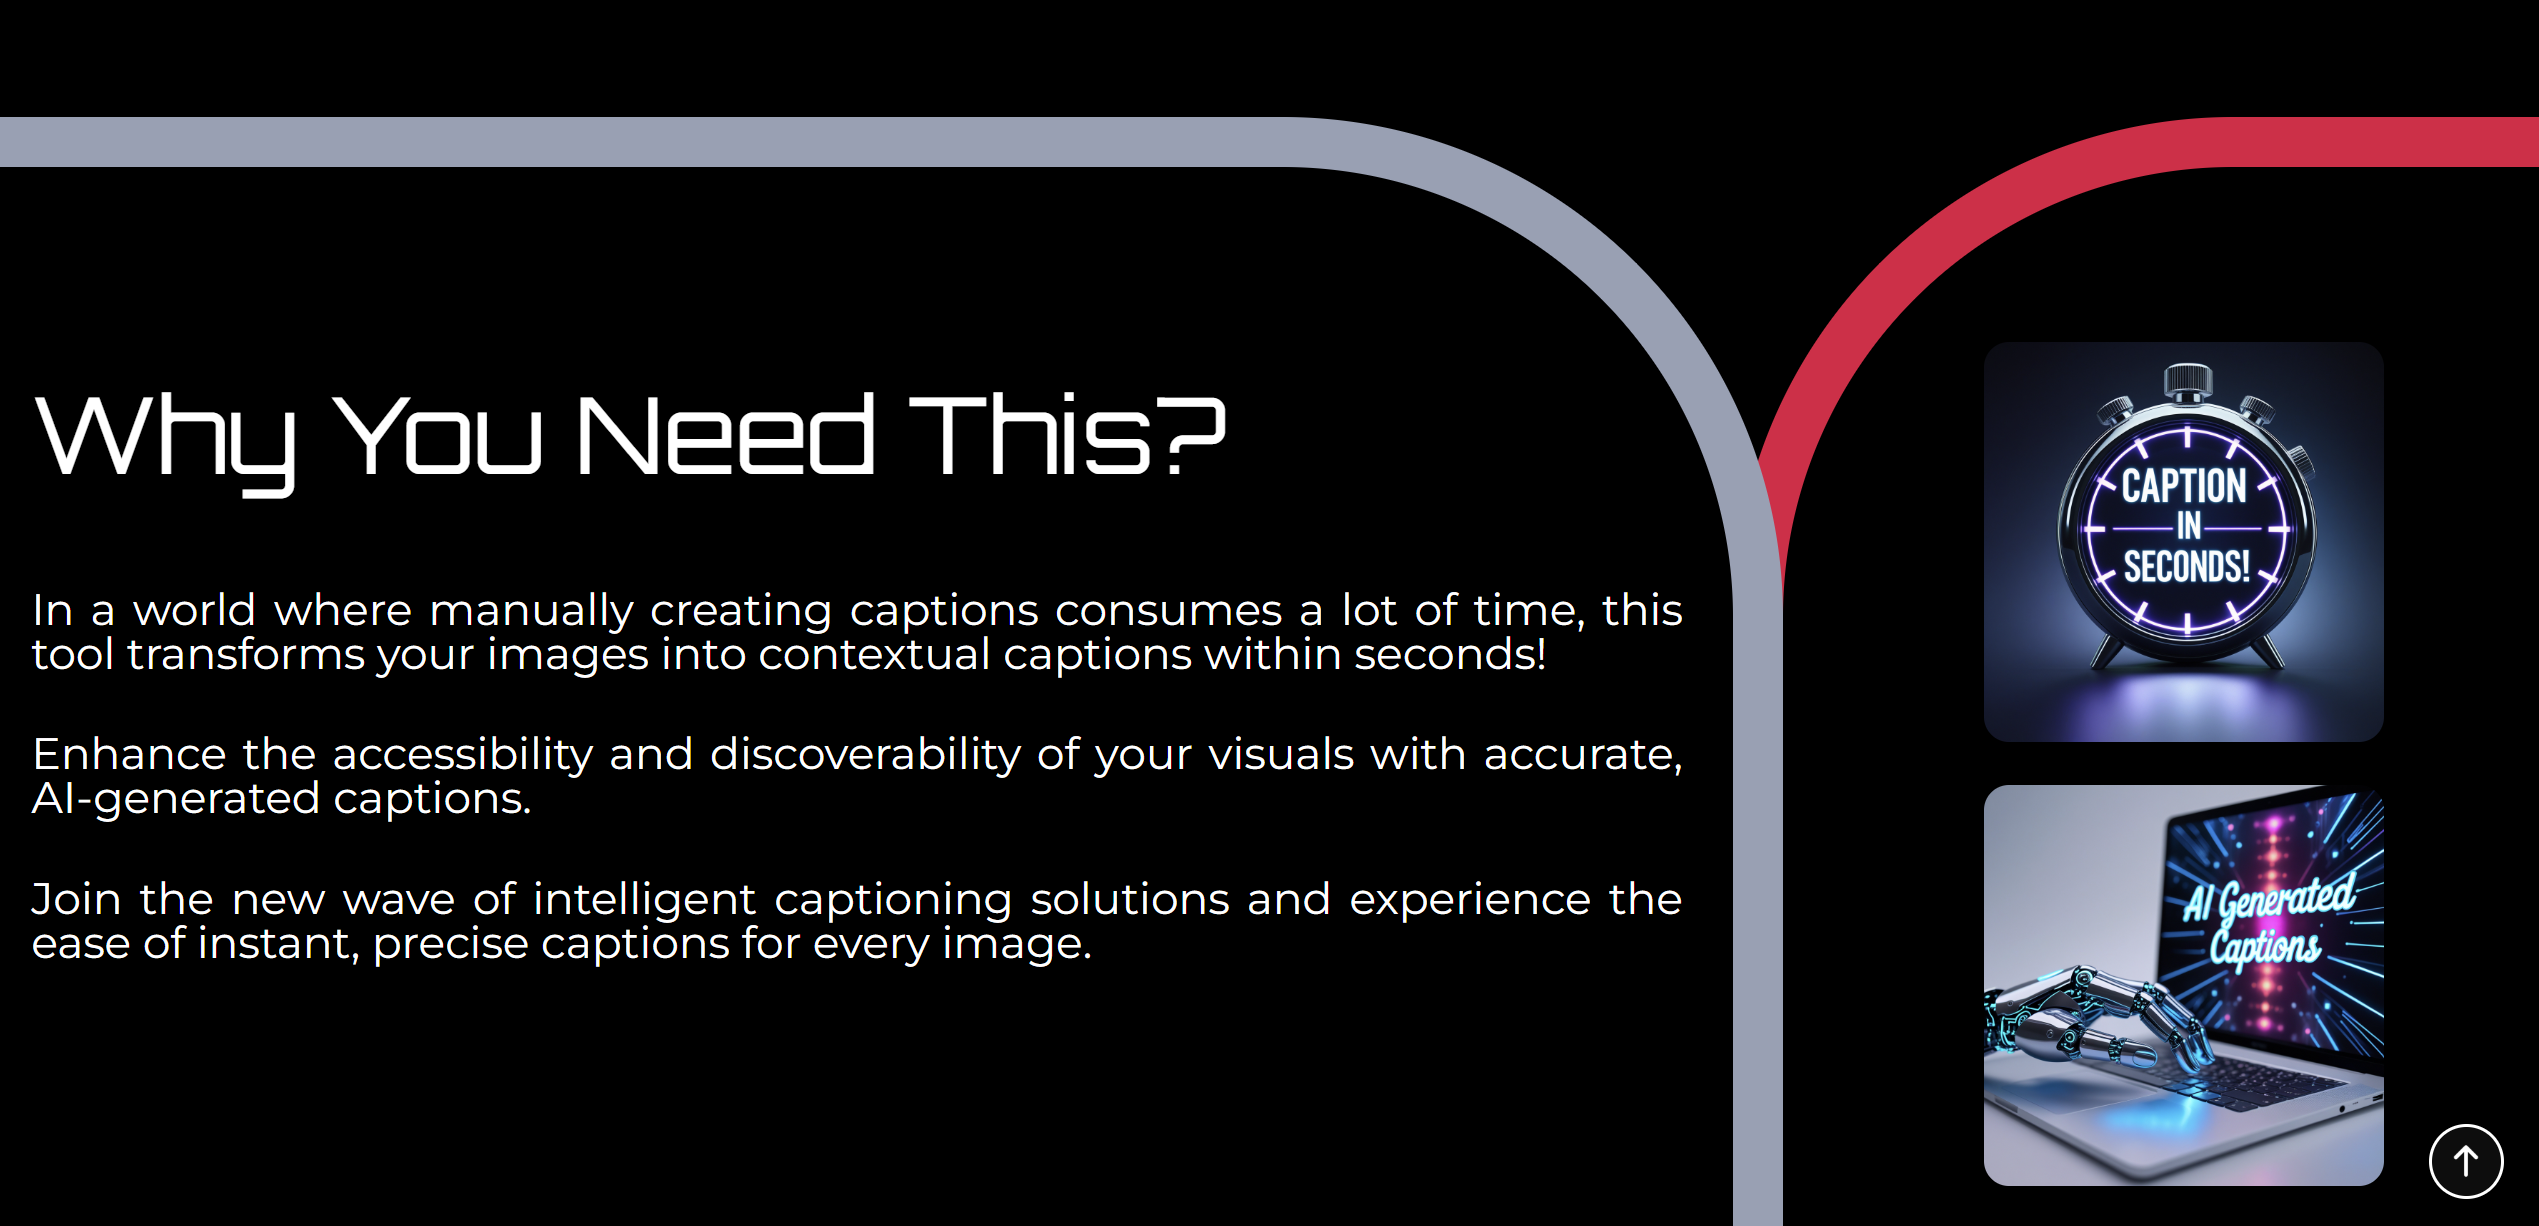 Why You Need This?
In a world where manually creating captions consumes a lot of time, this
tool transforms your images into contextual captions within seconds!
Enhance the accessibility and discoverability of your visuals with accurate,
AI-generated captions.
Join the new wave of intelligent captioning solutions and experience the
ease of instant, precise captions for every image.
CAPTION
IN
SECONDS!
AI Generated
Captions